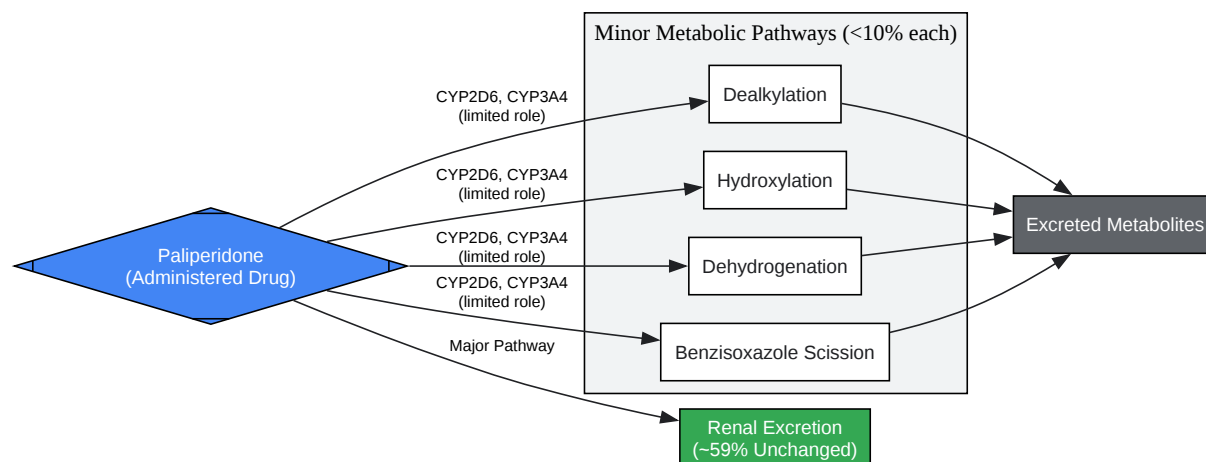 Minor Metabolic Pathways (<10% each)
CYP2D6, CYP3A4
(limited role)
Dealkylation
CYP2D6, CYP3A4
(limited role)
Hydroxylation
Excreted Metabolites
Paliperidone
(Administered Drug)
CYP2D6, CYP3A4
(limited role)
Dehydrogenation
CYP2D6, CYP3A4
(limited role)
Benzisoxazole Scission
Major Pathway
Renal Excretion
(~59% Unchanged)